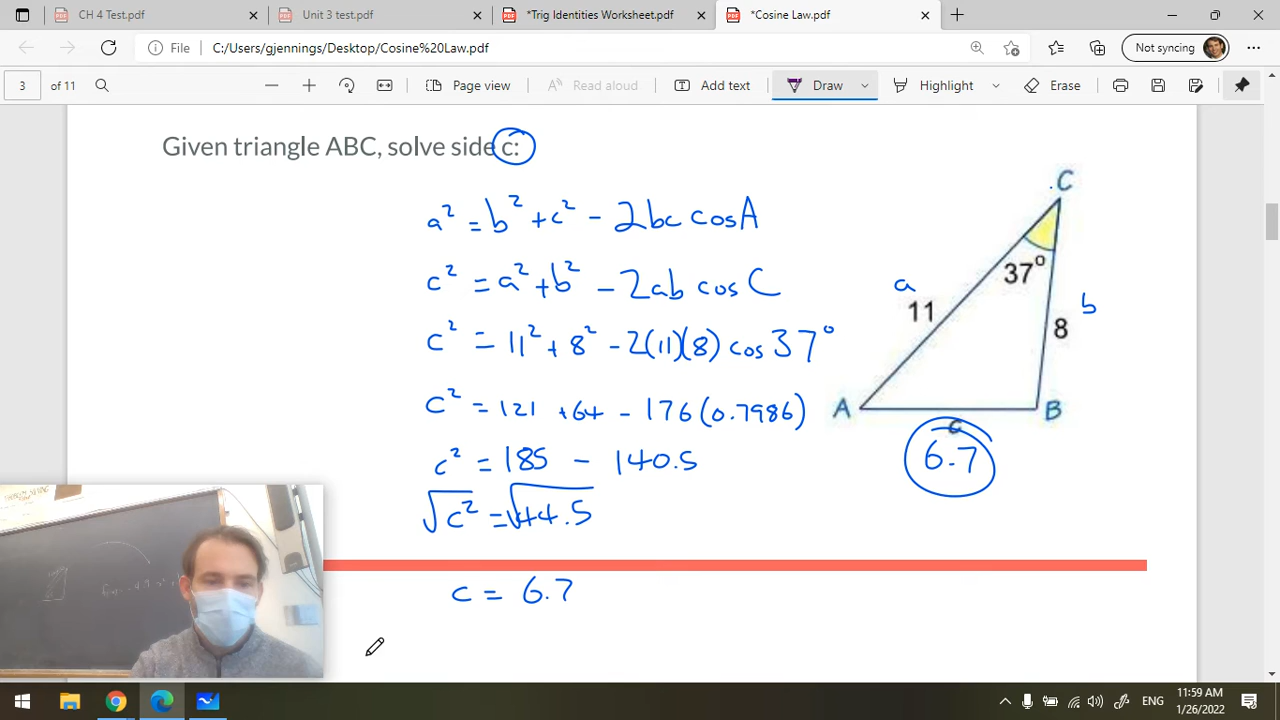 CH 4 Test.pdf
Unit 3 test.pdf
*Trig Identities Worksheet.pdf
*Cosine Law.pdf
File C:/Users/gjennings/Desktop/Cosine%20Law.pdf
Not syncing
3 of 11
Page view
Read aloud
Add text
Draw
Highlight
Erase
Given triangle ABC, solve side c:
a² = b² + c² - 2bc cosA
c² = a² + b² - 2ab cos C
c² = 11² + 8² - 2(11)(8) cos 37°
c² = 121 + 64 - 176(0.7986)
c² = 185 - 140.5
√c² = √44.5
c = 6.7
C
37°
a
11
b
8
A
B
c
6.7
ENG
11:59 AM
1/26/2022